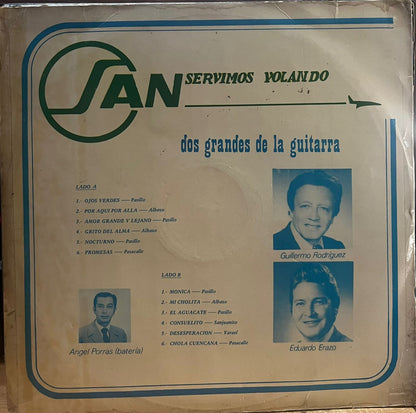 SAN
SERVIMOS VOLANDO
dos grandes de la guitarra
LADO A
1.- OJOS VERDES — Pasillo
2.- POR AQUI POR ALLA — Albazo
3.- AMOR GRANDE Y LEJANO — Pasillo
4.- GRITO DEL ALMA — Albazo
5.- NOCTURNO — Pasillo
6.- PROMESAS — Pasacalle
Guillermo Rodríguez
LADO B
1.- MONICA — Pasillo
2.- MI CHOLITA — Albazo
3.- EL AGUACATE — Pasillo
4.- CONSUELITO — Sanjuanito
5.- DESESPERACION — Yaraví
6.- CHOLA CUENCANA — Pasacalle
Angel Porras (batería)
Eduardo Erazo